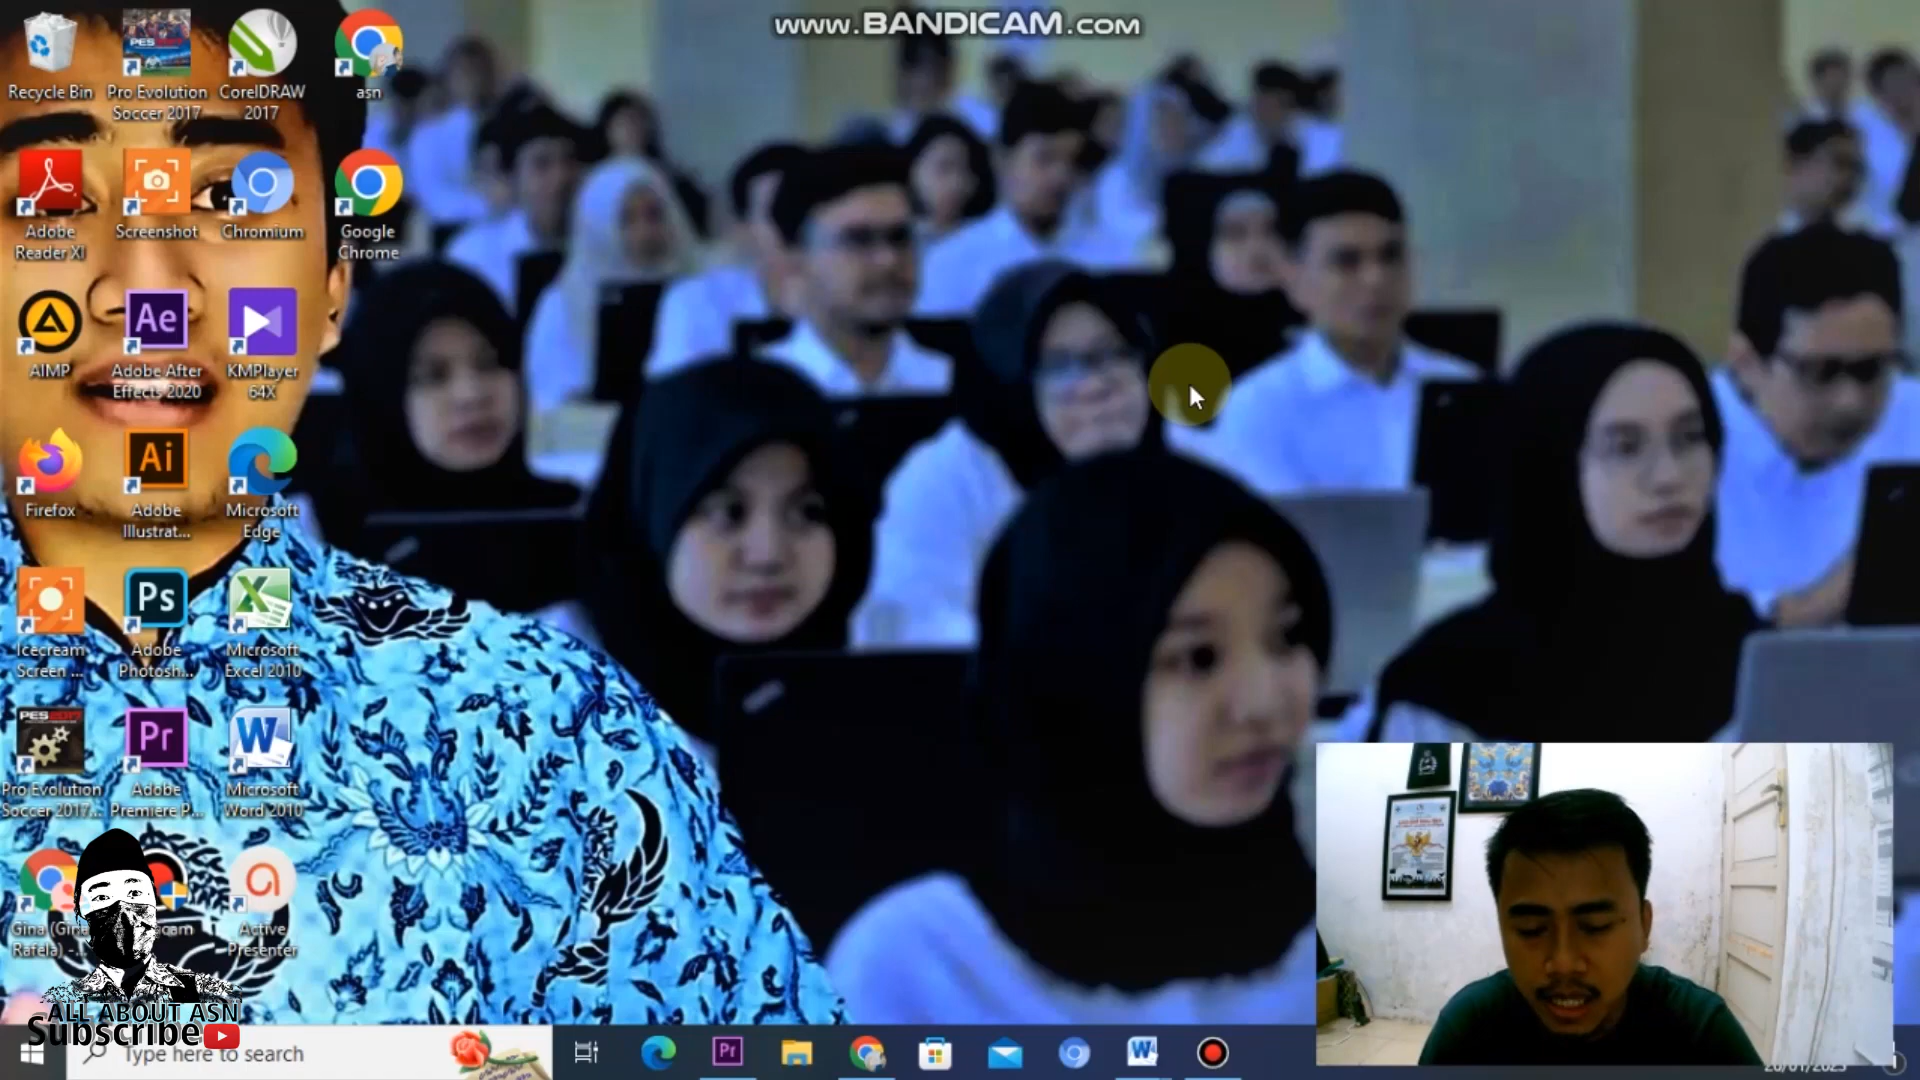 www.BANDICAM.com
Recycle Bin
Pro Evolution
Soccer 2017
CorelDRAW
2017
asn
Adobe
Reader XI
Screenshot
Chromium
Google
Chrome
AIMP
Adobe After
Effects 2020
KMPlayer
64X
Firefox
Adobe
Illustrat...
Microsoft
Edge
Icecream
Screen ...
Adobe
Photosh...
Microsoft
Excel 2010
Pro Evolution
Soccer 2017...
Adobe
Premiere P...
Microsoft
Word 2010
Gina (Gina
Rafela) -...
Active
Presenter
ALL ABOUT ASN
Subscribe
Type here to search